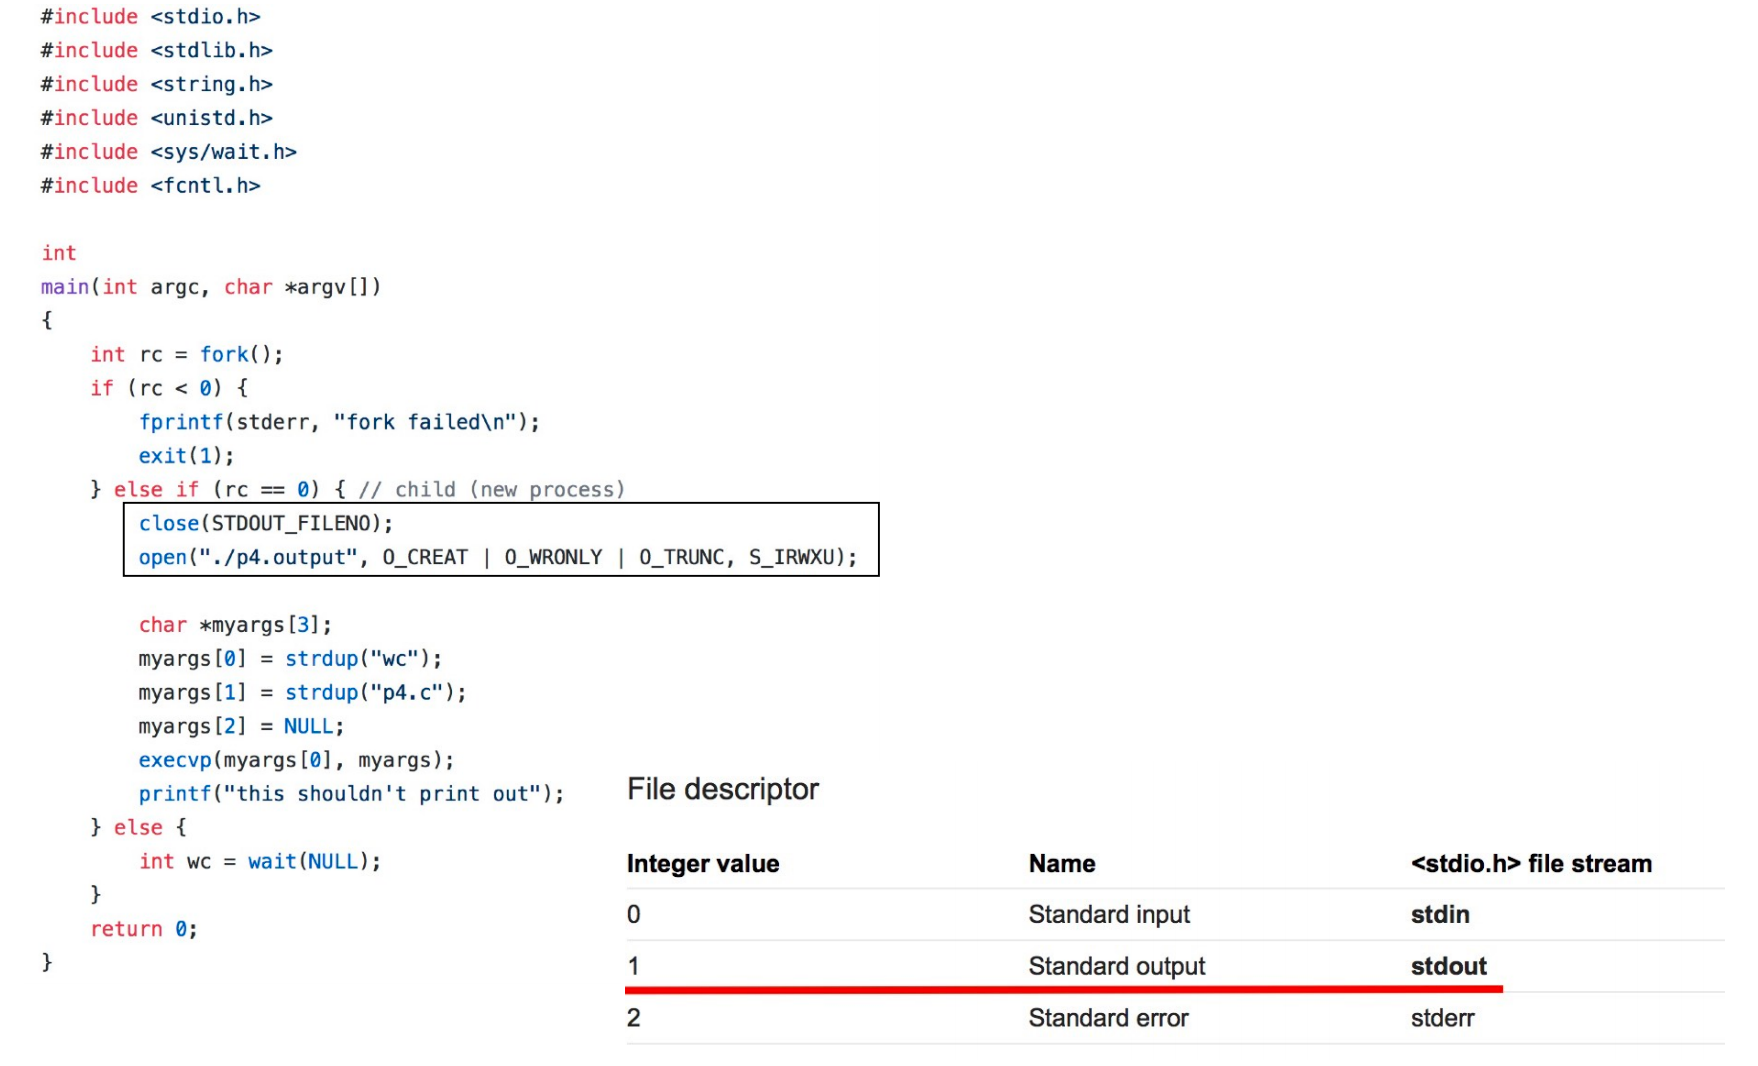 #include <stdio.h>
#include <stdlib.h>
#include <string.h>
#include <unistd.h>
#include <sys/wait.h>
#include <fcntl.h>
int
main(int argc, char *argv[])
{
    int rc = fork();
    if (rc < 0) {
        fprintf(stderr, "fork failed\n");
        exit(1);
    } else if (rc == 0) { // child (new process)
        close(STDOUT_FILENO);
        open("./p4.output", O_CREAT | O_WRONLY | O_TRUNC, S_IRWXU);
        char *myargs[3];
        myargs[0] = strdup("wc");
        myargs[1] = strdup("p4.c");
        myargs[2] = NULL;
        execvp(myargs[0], myargs);
        printf("this shouldn't print out");
    } else {
        int wc = wait(NULL);
    }
    return 0;
}
File descriptor
Integer value Name <stdio.h> file stream
0 Standard input stdin
1 Standard output stdout
2 Standard error stderr